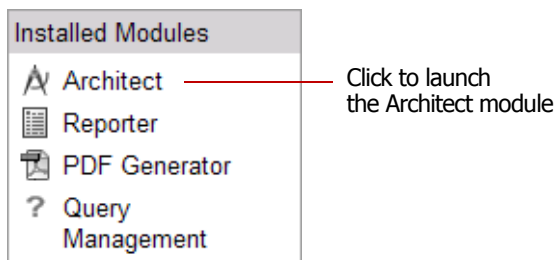 Installed Modules
Architect
Click to launch
the Architect module
Reporter
PDF Generator
? Query
Management